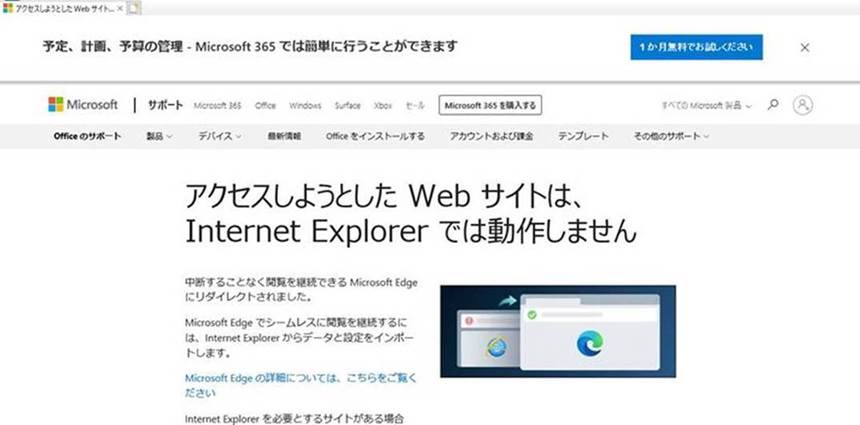 アクセスしようとした Web サイト...
予定、計画、予算の管理 - Microsoft 365 では簡単に行うことができます
1 か月無料でお試しください
Microsoft サポート Microsoft 365 Office Windows Surface Xbox セール Microsoft 365 を購入する すべての Microsoft 製品
Office のサポート 製品 デバイス 最新情報 Office をインストールする アカウントおよび課金 テンプレート その他のサポート
アクセスしようとした Web サイトは、
Internet Explorer では動作しません
中断することなく閲覧を継続できる Microsoft Edge
にリダイレクトされました。
Microsoft Edge でシームレスに閲覧を継続するに
は、Internet Explorer からデータと設定をインポー
トします。
Microsoft Edge の詳細については、こちらをご覧く
ださい
Internet Explorer を必要とするサイトがある場合